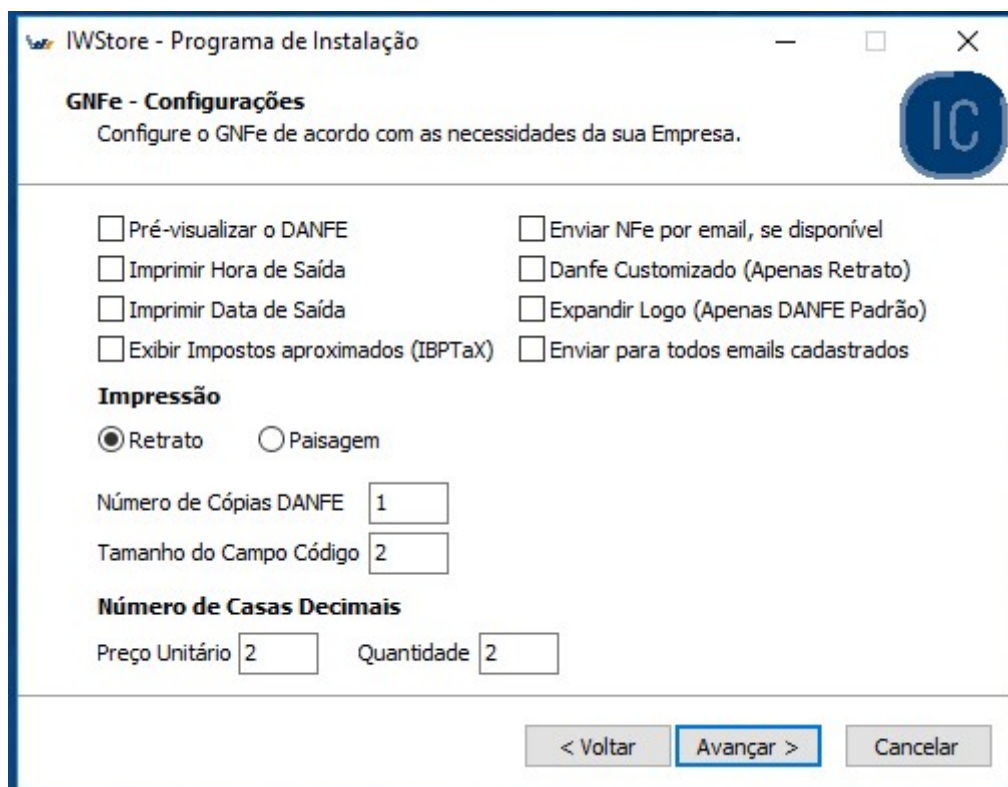 IWStore - Programa de Instalação
GNFe - Configurações
Configure o GNFe de acordo com as necessidades da sua Empresa.
IC
Pré-visualizar o DANFE
Enviar NFe por email, se disponível
Imprimir Hora de Saída
Danfe Customizado (Apenas Retrato)
Imprimir Data de Saída
Expandir Logo (Apenas DANFE Padrão)
Exibir Impostos aproximados (IBPTaX)
Enviar para todos emails cadastrados
Impressão
Retrato Paisagem
Número de Cópias DANFE 1
Tamanho do Campo Código 2
Número de Casas Decimais
Preço Unitário 2 Quantidade 2
< Voltar Avançar > Cancelar